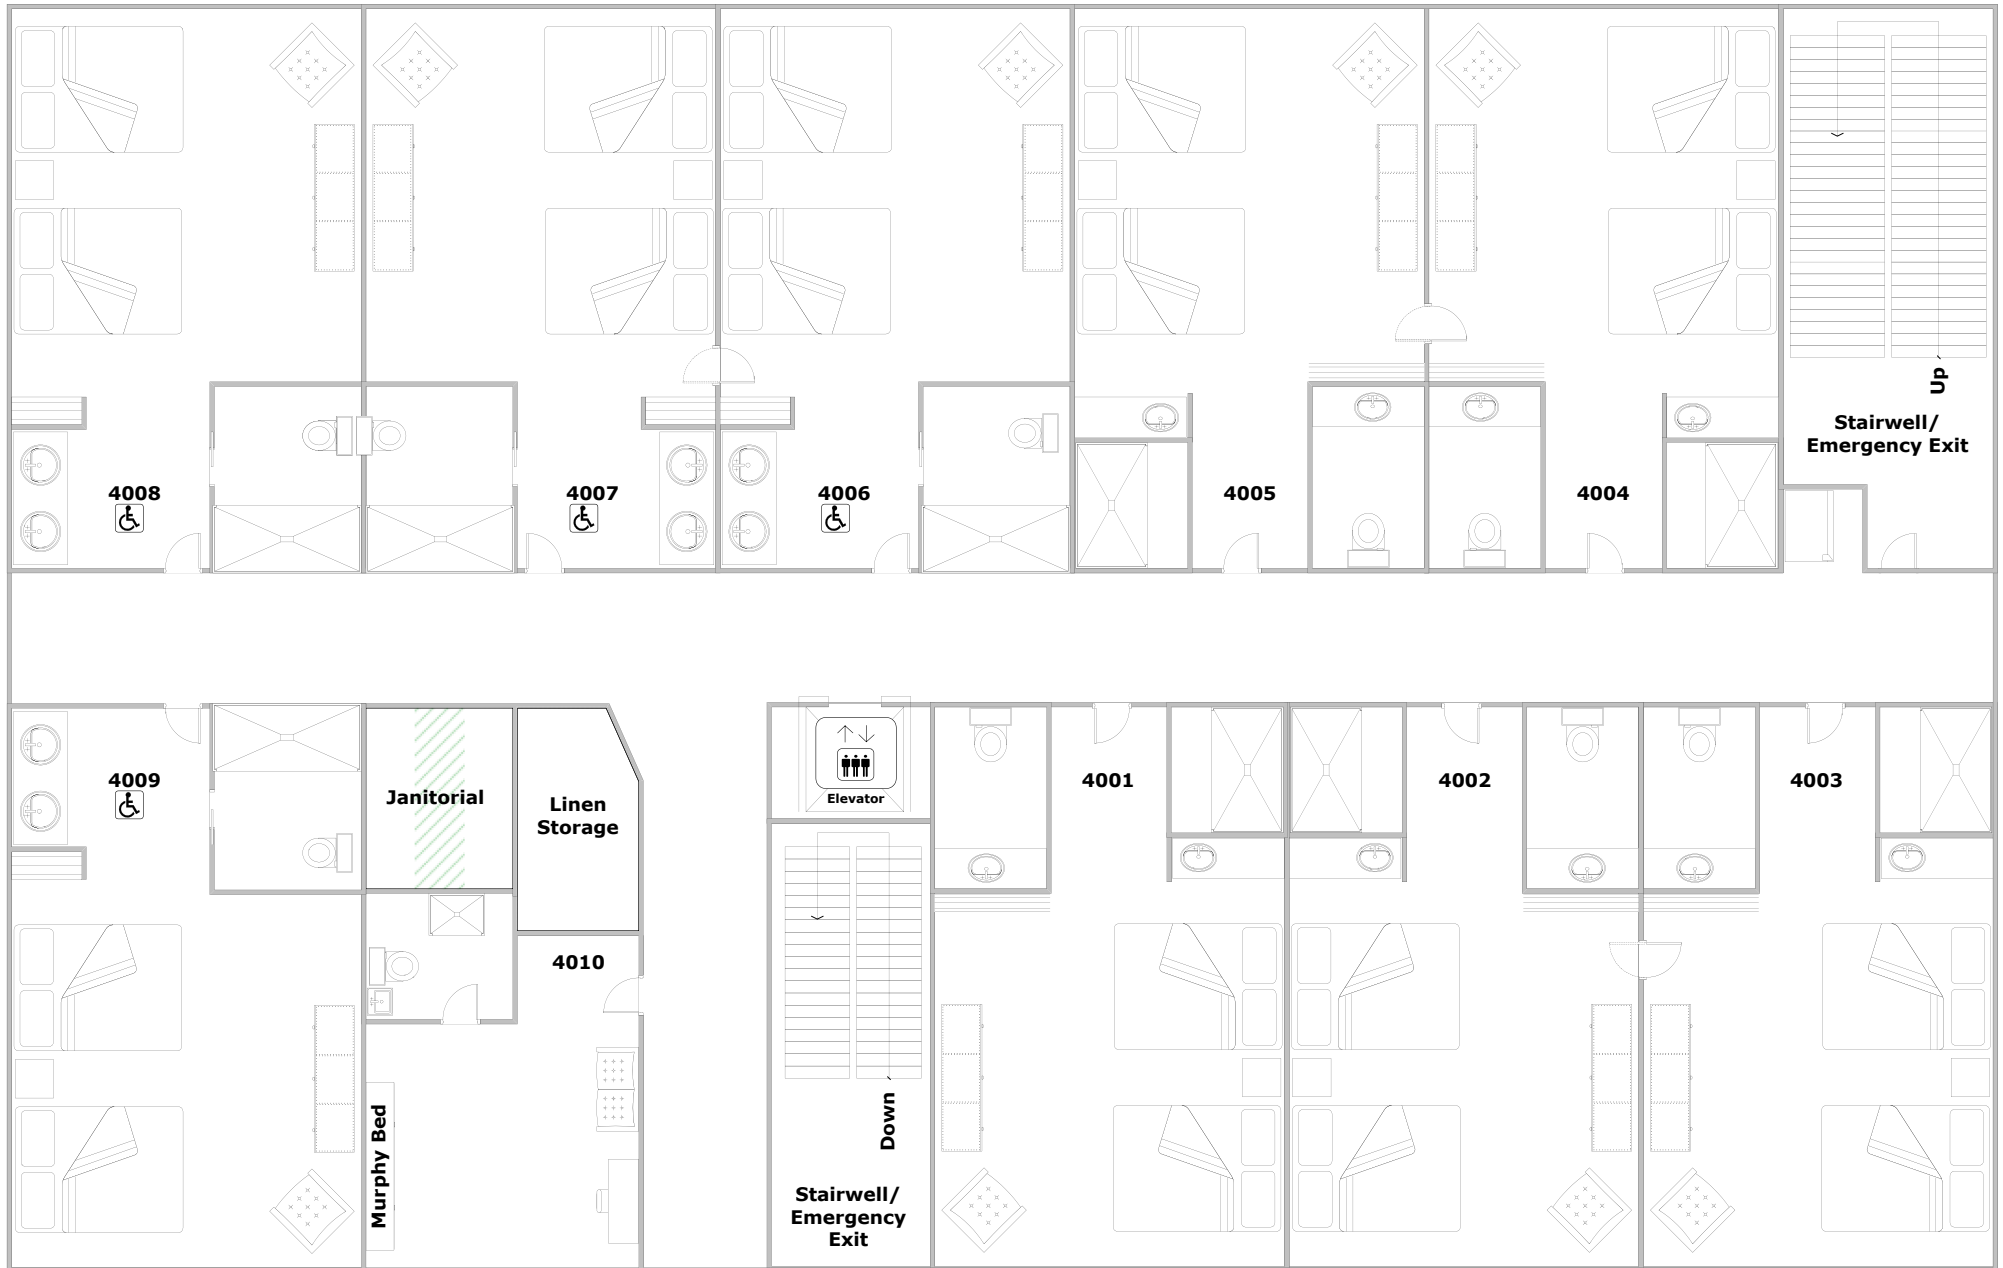 Up
Stairwell/
Emergency Exit
4008
4007
4006
4005
4004
4009
Janitorial
Linen
Storage
Elevator
4001
4002
4003
4010
Murphy Bed
Down
Stairwell/
Emergency
Exit